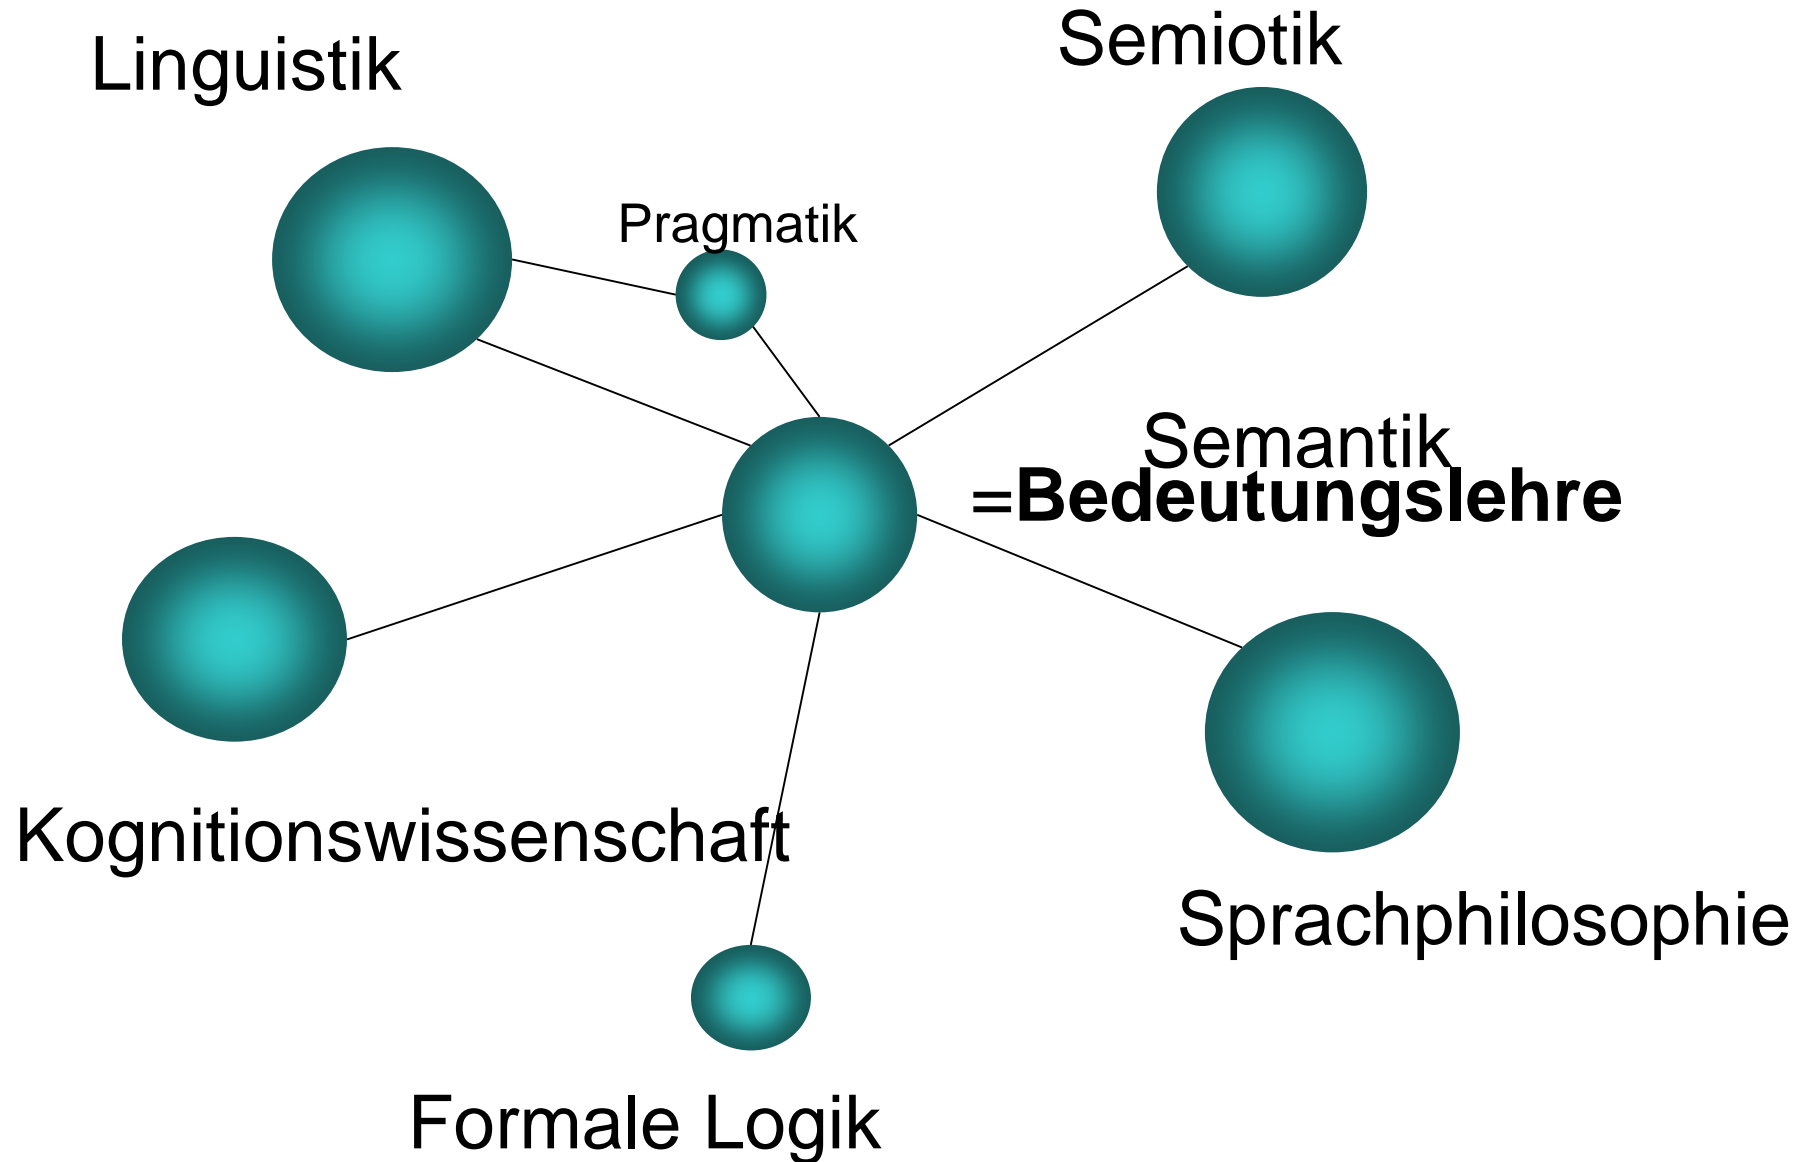 Linguistik
Semiotik
Pragmatik
Semantik
=Bedeutungslehre
Kognitionswissenschaft
Sprachphilosophie
Formale Logik